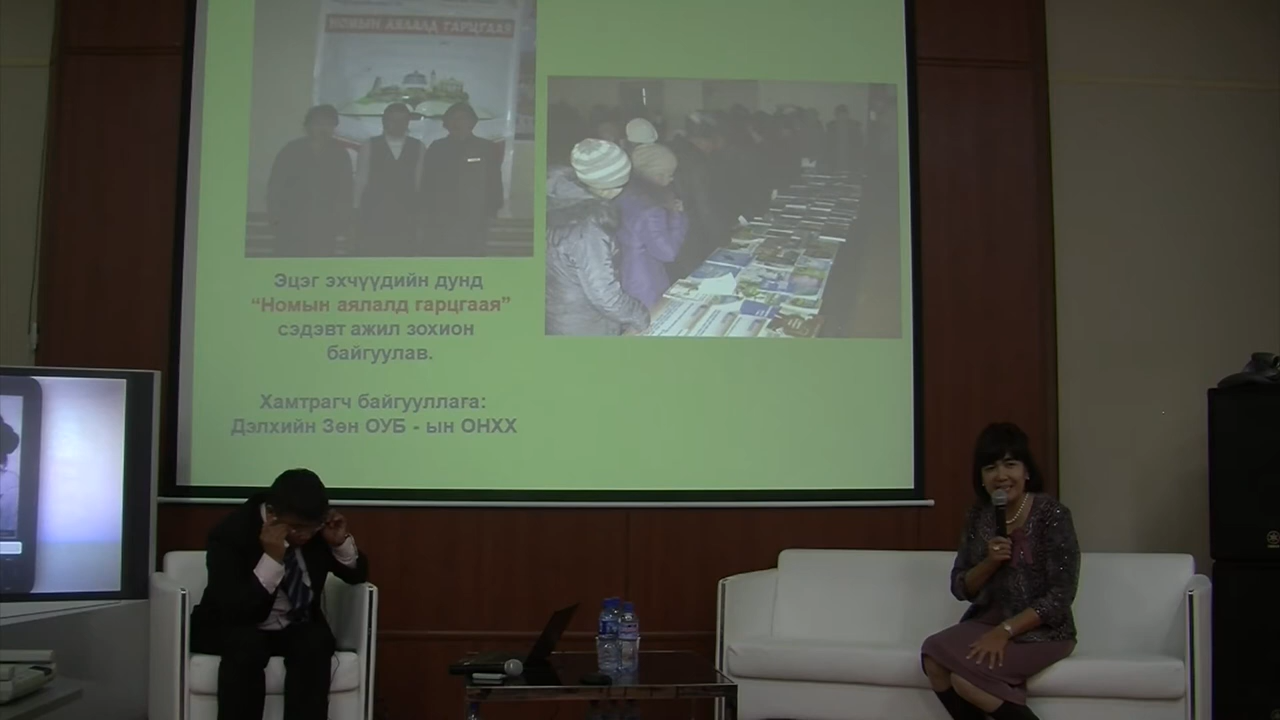 НОМЫН АЯЛАЛД ГАРЦГААЯ
Эцэг эхчүүдийн дунд
“Номын аялалд гарцгаая”
сэдэвт ажил зохион
байгуулав.
Хамтрагч байгууллага:
Дэлхийн Зөн ОУБ - ын ОНХХ